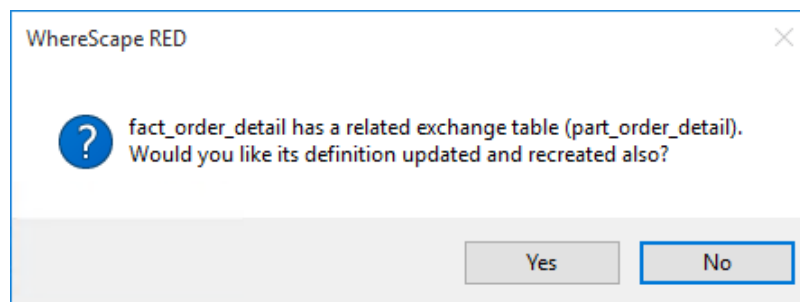 WhereScape RED
fact_order_detail has a related exchange table (part_order_detail).
Would you like its definition updated and recreated also?
Yes
No